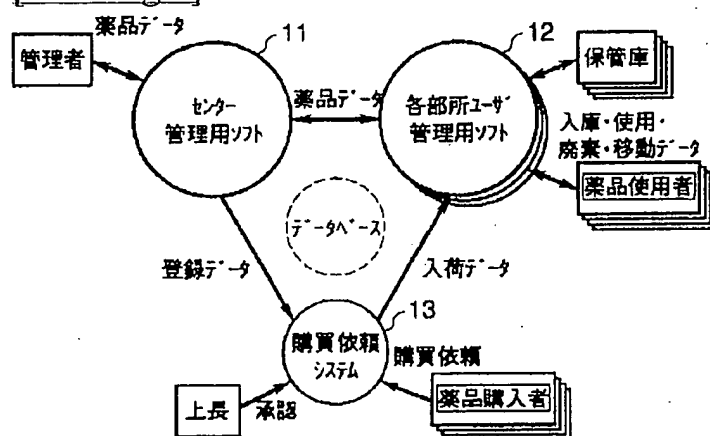 薬品データ
管理者
11
センター
管理用ソフト
薬品データ
12
各部所ユーザ
管理用ソフト
保管庫
入庫・使用・
廃棄・移動データ
薬品使用者
データベース
登録データ
入荷データ
13
購買依頼
システム
購買依頼
上長
承認
薬品購入者